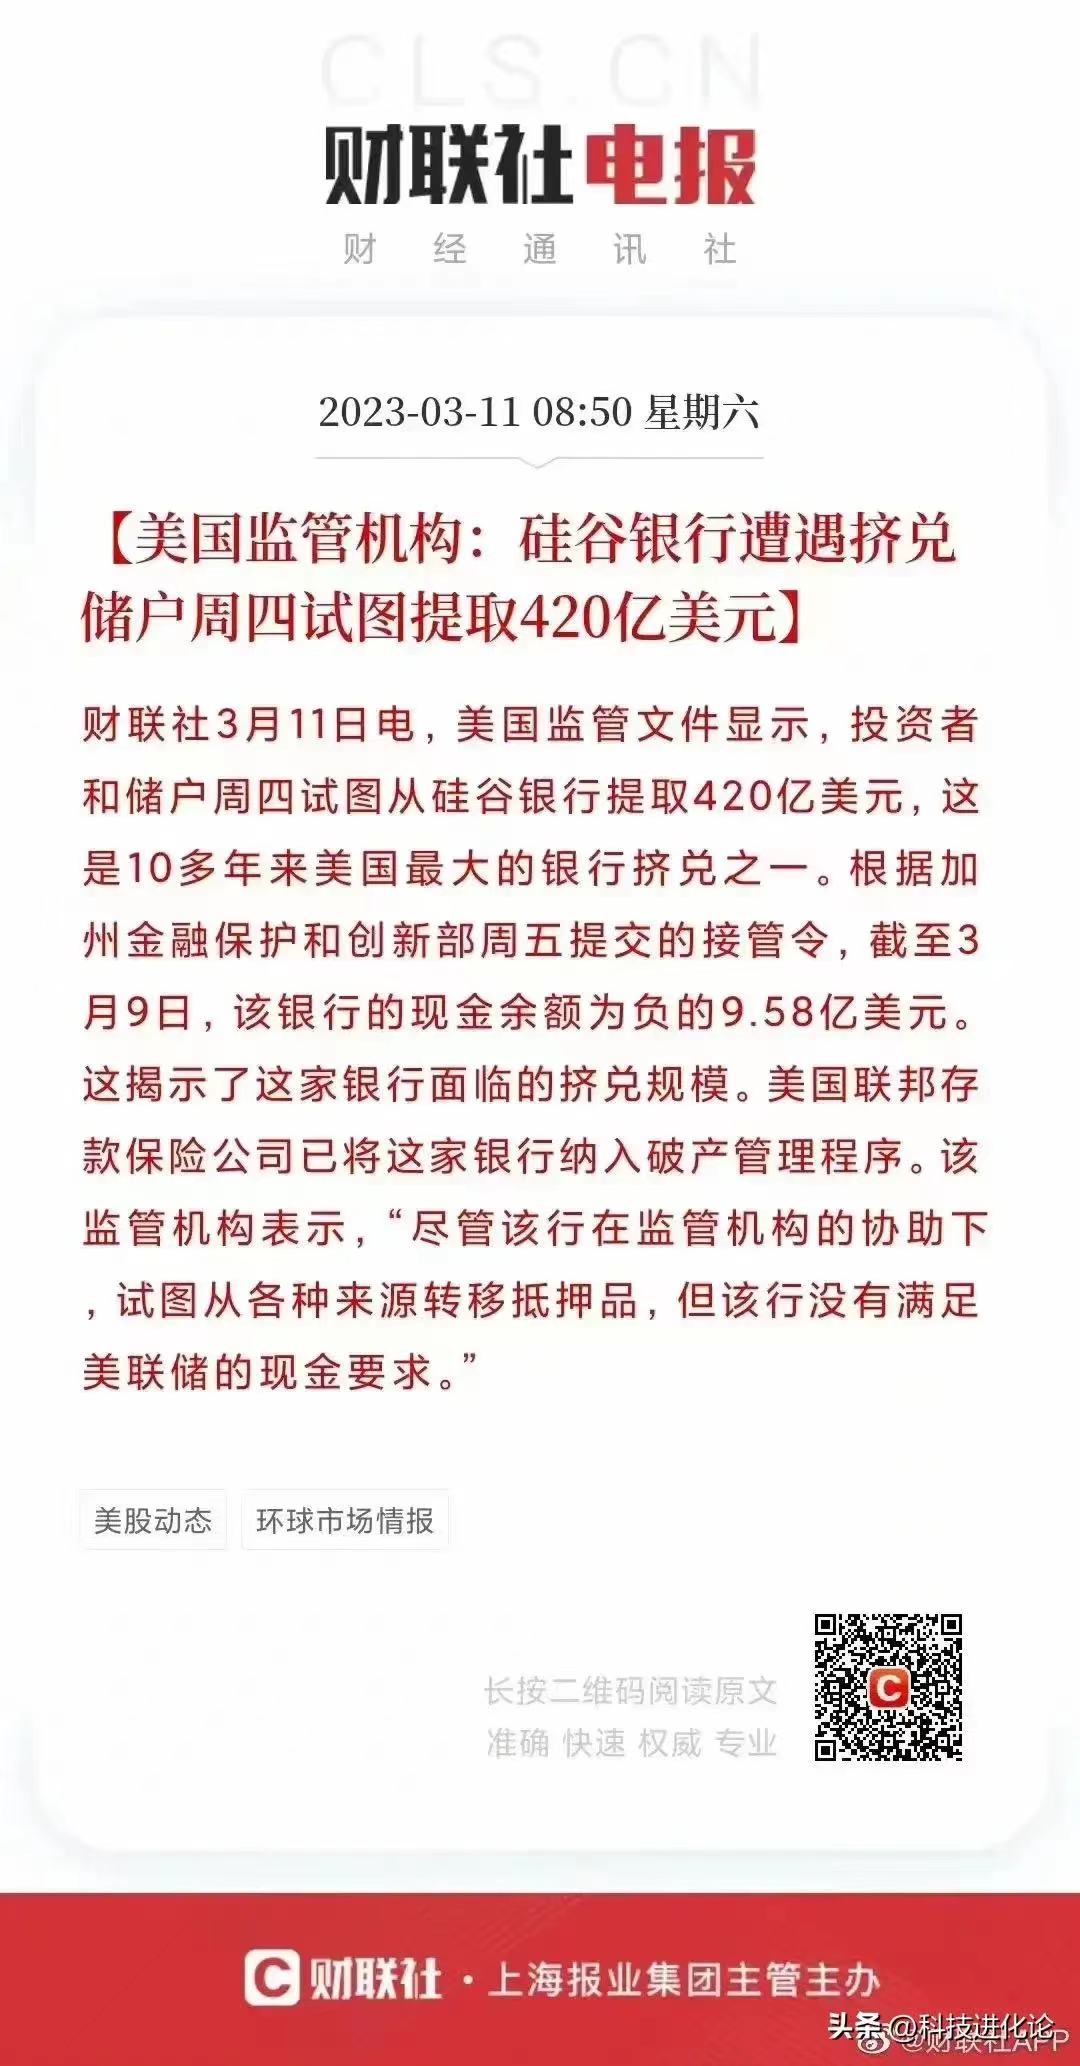 CLS.CN
财联社电报
财经通讯社
2023-03-11 08:50 星期六
【美国监管机构：硅谷银行遭遇挤兑
储户周四试图提取420亿美元】
财联社3月11日电，美国监管文件显示，投资者
和储户周四试图从硅谷银行提取420亿美元，这
是10多年来美国最大的银行挤兑之一。根据加
州金融保护和创新部周五提交的接管令，截至3
月9日，该银行的现金余额为负的9.58亿美元。
这揭示了这家银行面临的挤兑规模。美国联邦存
款保险公司已将这家银行纳入破产管理程序。该
监管机构表示，“尽管该行在监管机构的协助下
，试图从各种来源转移抵押品，但该行没有满足
美联储的现金要求。”
美股动态 环球市场情报
长按二维码阅读原文
准确 快速 权威 专业
C
C 财联社·上海报业集团主管主办
头条 @科技进化论
@财联社APP